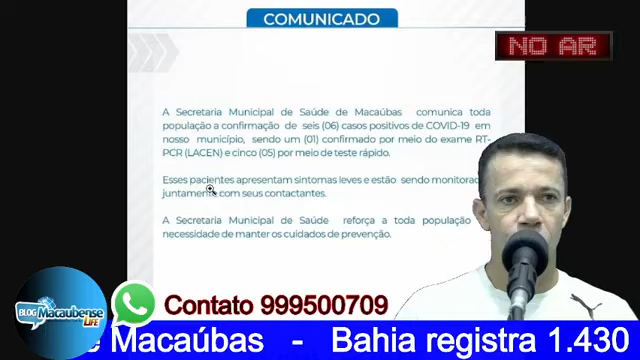 COMUNICADO
NO AR
A Secretaria Municipal de Saúde de Macaúbas comunica toda
população a confirmação de seis (06) casos positivos de COVID-19 em
nosso município, sendo um (01) confirmado por meio do exame RT-
PCR (LACEN) e cinco (05) por meio de teste rápido.
Esses pacientes apresentam sintomas leves e estão sendo monitorad
juntamente com seus contactantes.
A Secretaria Municipal de Saúde reforça a toda população
necessidade de manter os cuidados de prevenção.
BLOG
Macaubense
LIFE
Contato 999500709
e Macaúbas - Bahia registra 1.430